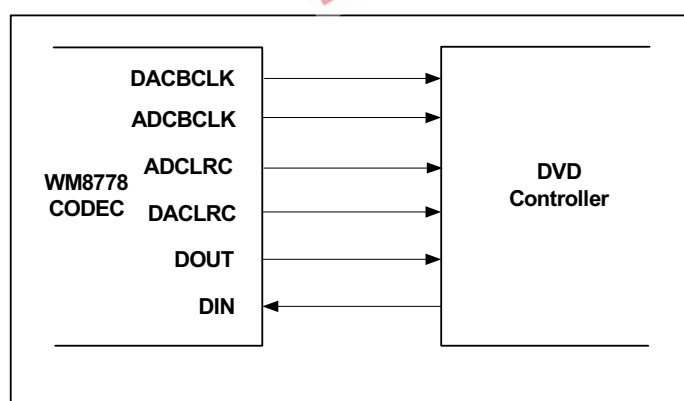 DACBCLK
ADCBCLK
ADCLRC
WM8778
CODEC
DACLRC
DOUT
DIN
DVD
Controller